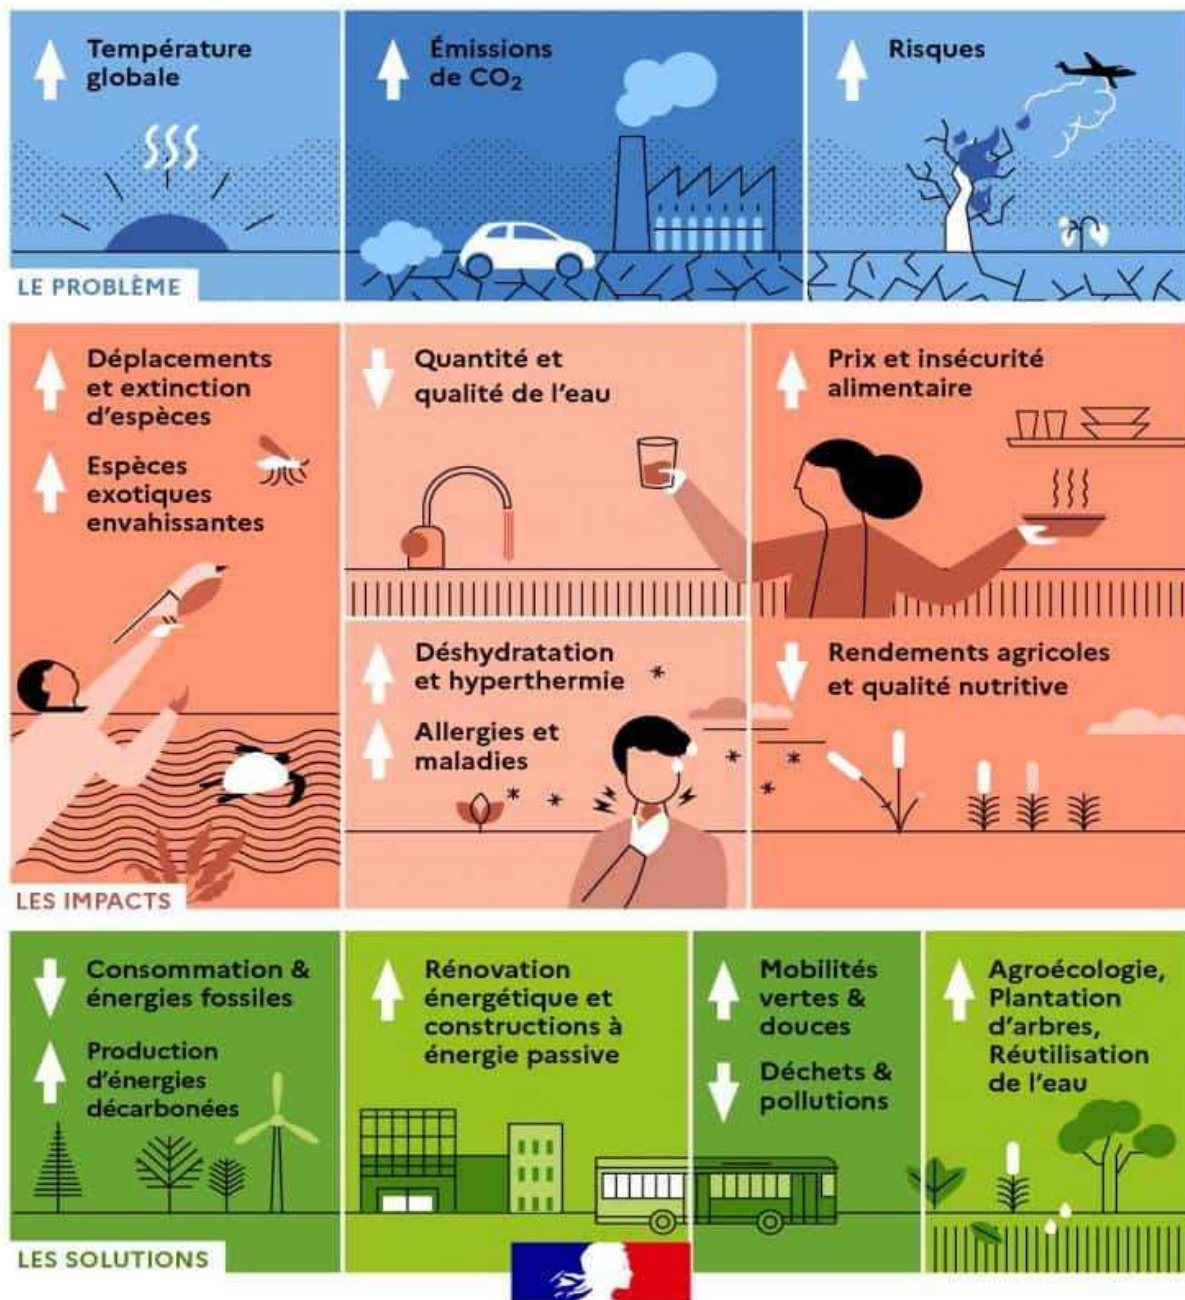 Température
globale
Émissions
de CO₂
Risques
LE PROBLÈME
Déplacements
et extinction
d'espèces
Espèces
exotiques
envahissantes
Quantité et
qualité de l'eau
Prix et insécurité
alimentaire
Déshydratation
et hyperthermie
Allergies et
maladies
Rendements agricoles
et qualité nutritive
LES IMPACTS
Consommation &
énergies fossiles
Production
d'énergies
décarbonées
Rénovation
énergétique et
constructions à
énergie passive
Mobilités
vertes &
douces
Déchets &
pollutions
Agroécologie,
Plantation
d'arbres,
Réutilisation
de l'eau
LES SOLUTIONS